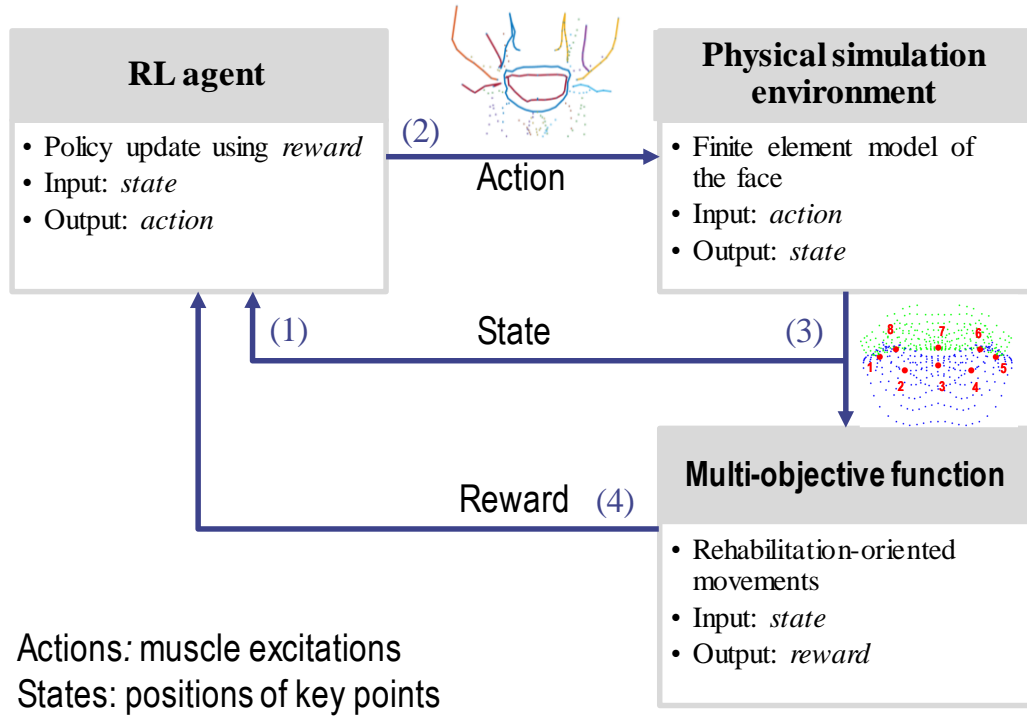 RL agent
• Policy update using reward
• Input: state
• Output: action
(2)
Action
Physical simulation
environment
• Finite element model of
the face
• Input: action
• Output: state
(1)
State
(3)
8
7
6
1
5
2
3
4
Reward
(4)
Multi-objective function
• Rehabilitation-oriented
movements
• Input: state
• Output: reward
Actions: muscle excitations
States: positions of key points